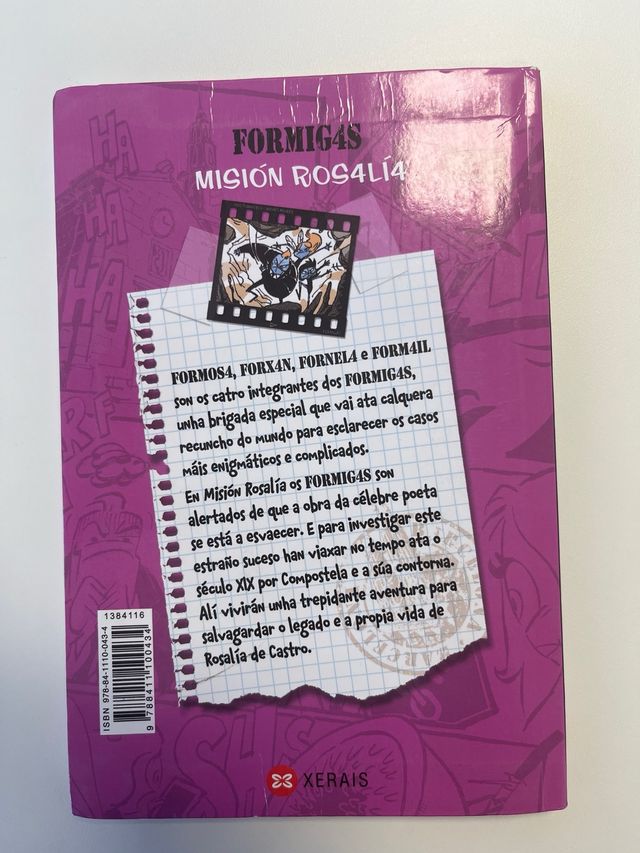 FORMIG4S
MISIÓN ROS4LÍ4
FORMOS4, FORX4N, FORNEL4 e FORM4IL
son os catro integrantes dos FORMIG4S,
unha brigada especial que vai ata calquera
recuncho do mundo para esclarecer os casos
máis enigmáticos e complicados.
En Misión Rosalía os FORMIG4S son
alertados de que a obra da célebre poeta
se está a esvaecer. E para investigar este
estraño suceso han viaxar no tempo ata o
século XIX por Compostela e a súa contorna.
Alí vivirán unha trepidante aventura para
salvagardar o legado e a propia vida de
Rosalía de Castro.
1384116
ISBN 978-84-1110-043-4
9 788411 100434
XERAIS
HA
HA
HA
HA